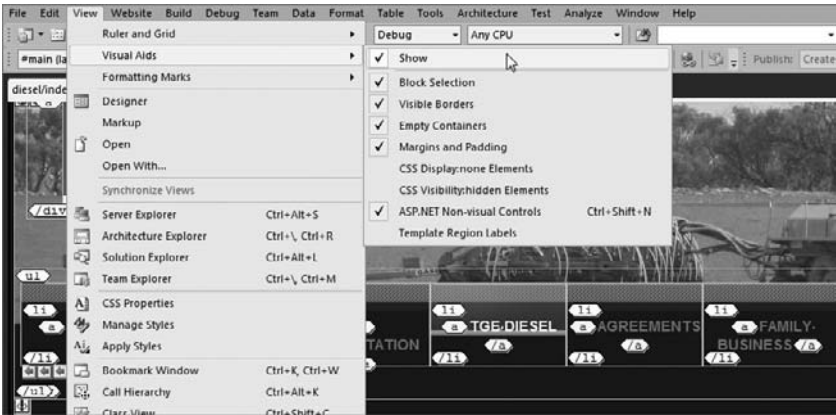 File Edit View Website Build Debug Team Data Format Table Tools Architecture Test Analyze Window Help
Ruler and Grid
Debug Any CPU
Visual Aids
Show
#main (la
Publish: Create
Formatting Marks
Block Selection
diesel/inde
Designer
Visible Borders
Markup
Empty Containers
Open
Margins and Padding
Open With...
CSS Display:none Elements
Synchronize Views
CSS Visibility:hidden Elements
</div
Server Explorer Ctrl+Alt+S
ASP.NET Non-visual Controls Ctrl+Shift+N
Architecture Explorer Ctrl+\, Ctrl+R
Template Region Labels
Solution Explorer Ctrl+Alt+L
ul
Team Explorer Ctrl+\, Ctrl+M
CSS Properties
li li li li
Manage Styles
a a TGE-DIESEL a AGREEMENTS a FAMILY-
Apply Styles
TATION /a /a BUSINESS /a
/li /li /li /li
Bookmark Window Ctrl+K, Ctrl+W
/ul
Call Hierarchy Ctrl+Alt+K
Class View Ctrl+Shift+C